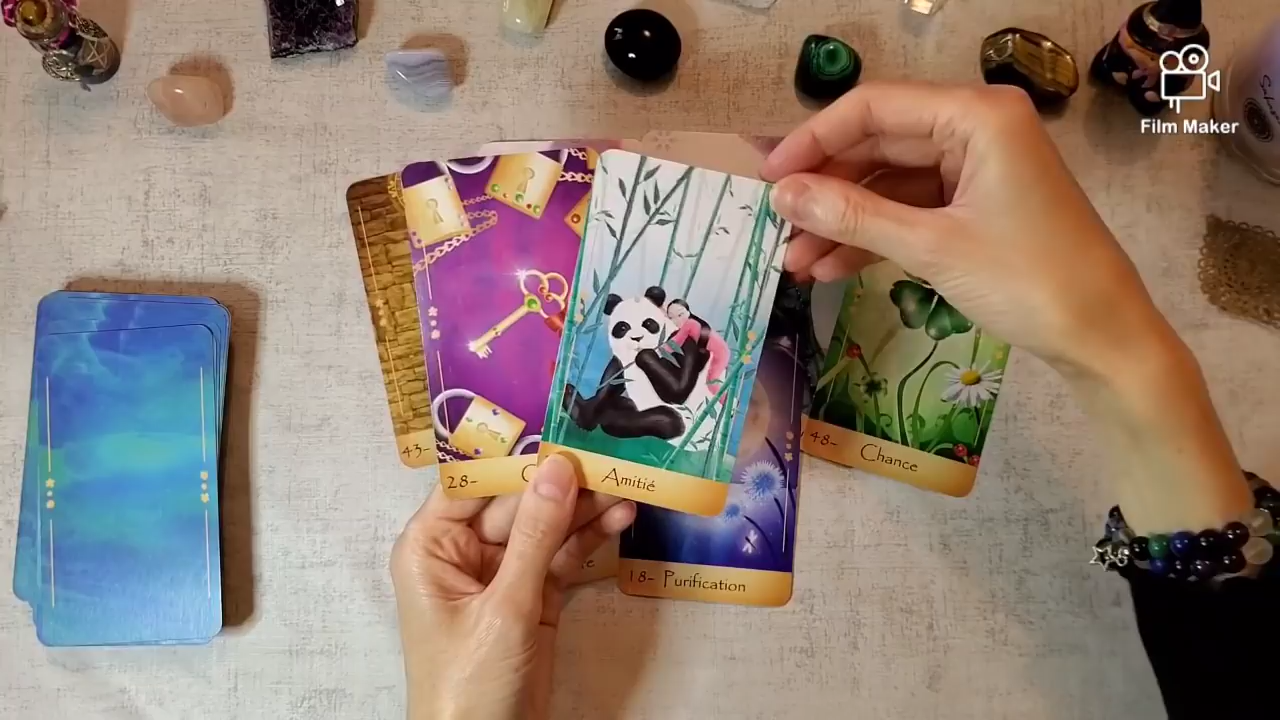 Film Maker
43-
28-
Amitié
48- Chance
18- Purification